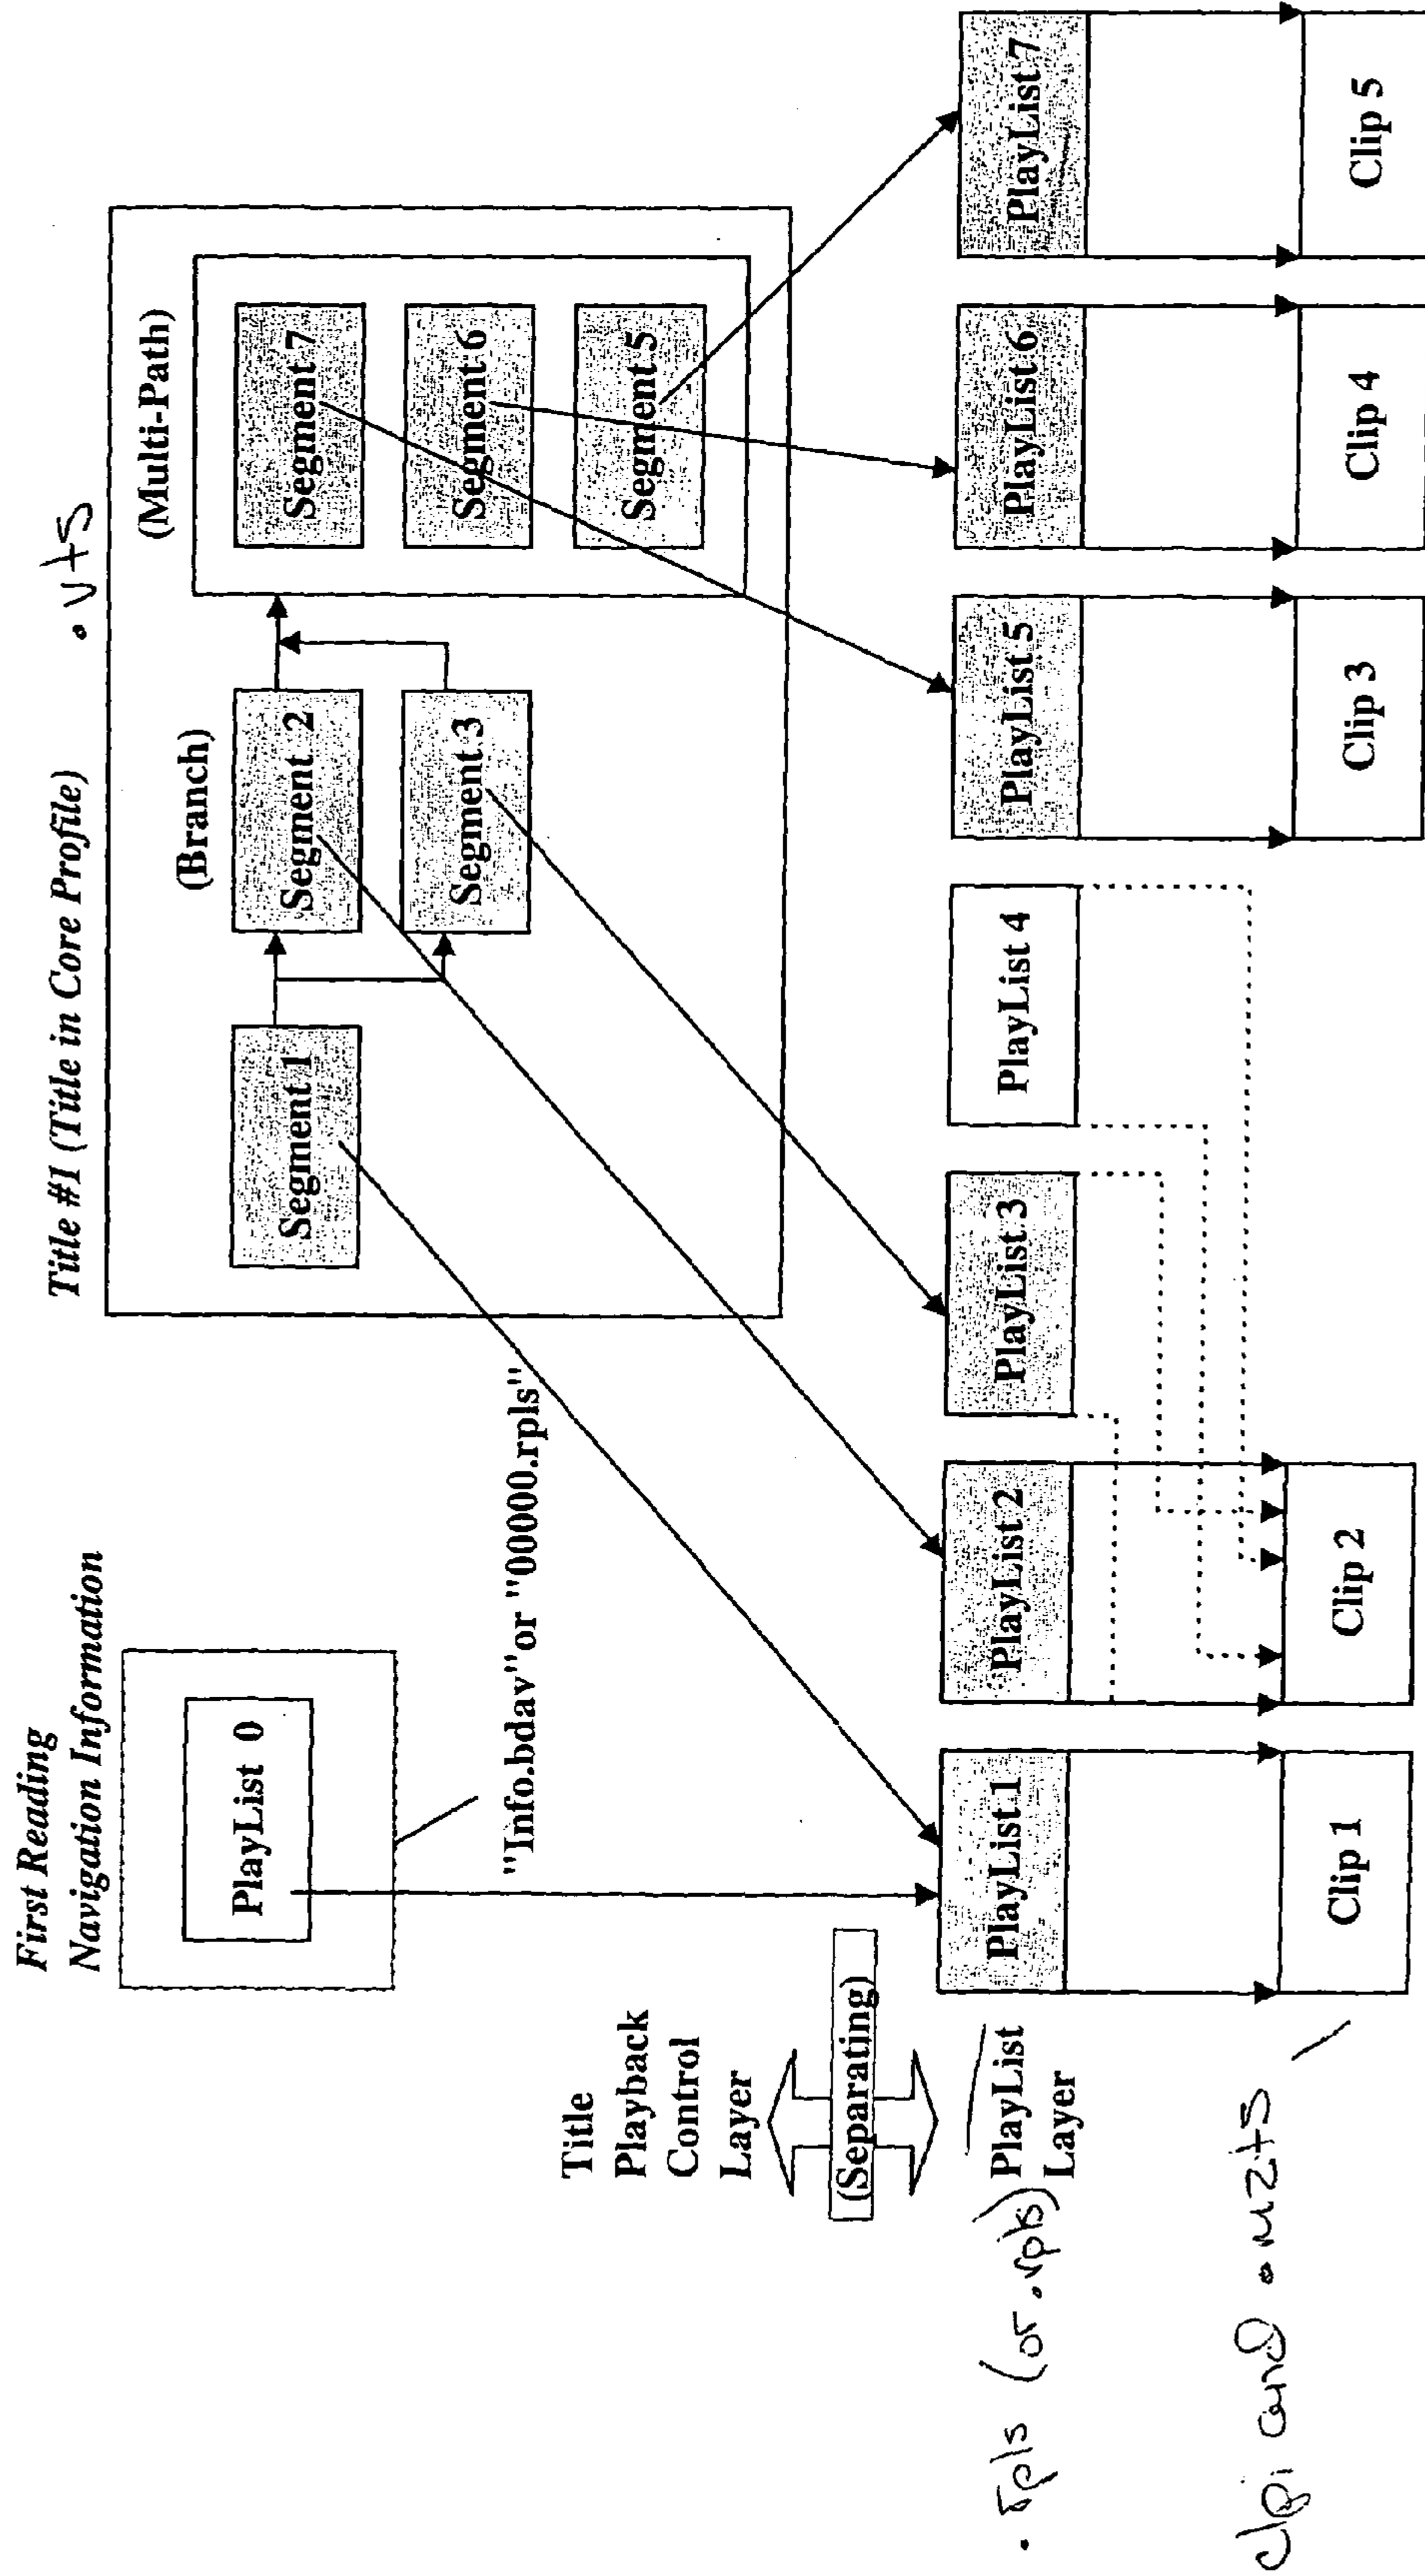 First Reading
Navigation Information
PlayList 0
"Info.bdav"or "00000.rpls"
Title #1 (Title in Core Profile)
.vts
(Branch)
(Multi-Path)
Segment 1
Segment 2
Segment 3
Segment 7
Segment 6
Segment 5
Title
Playback
Control
Layer
(Separating)
PlayList
Layer
.rpls (or .vpls)
PlayList 1
PlayList 2
PlayList 3
PlayList 4
PlayList 5
PlayList 6
PlayList 7
clpi and .m2ts
Clip 1
Clip 2
Clip 3
Clip 4
Clip 5